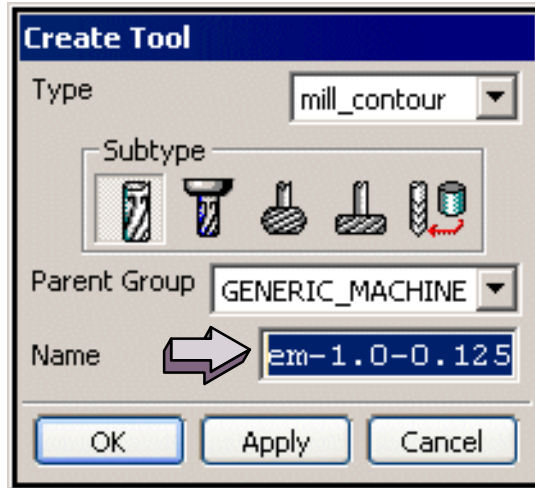 Create Tool
Type mill_contour
Subtype
Parent Group GENERIC_MACHINE
Name em-1.0-0.125
OK Apply Cancel